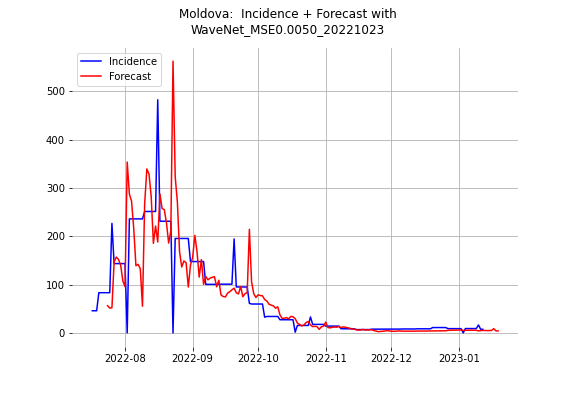 Moldova:  Incidence + Forecast with
WaveNet_MSE0.0050_20221023
Incidence
Forecast
500
400
300
200
100
0
2022-08 2022-09 2022-10 2022-11 2022-12 2023-01